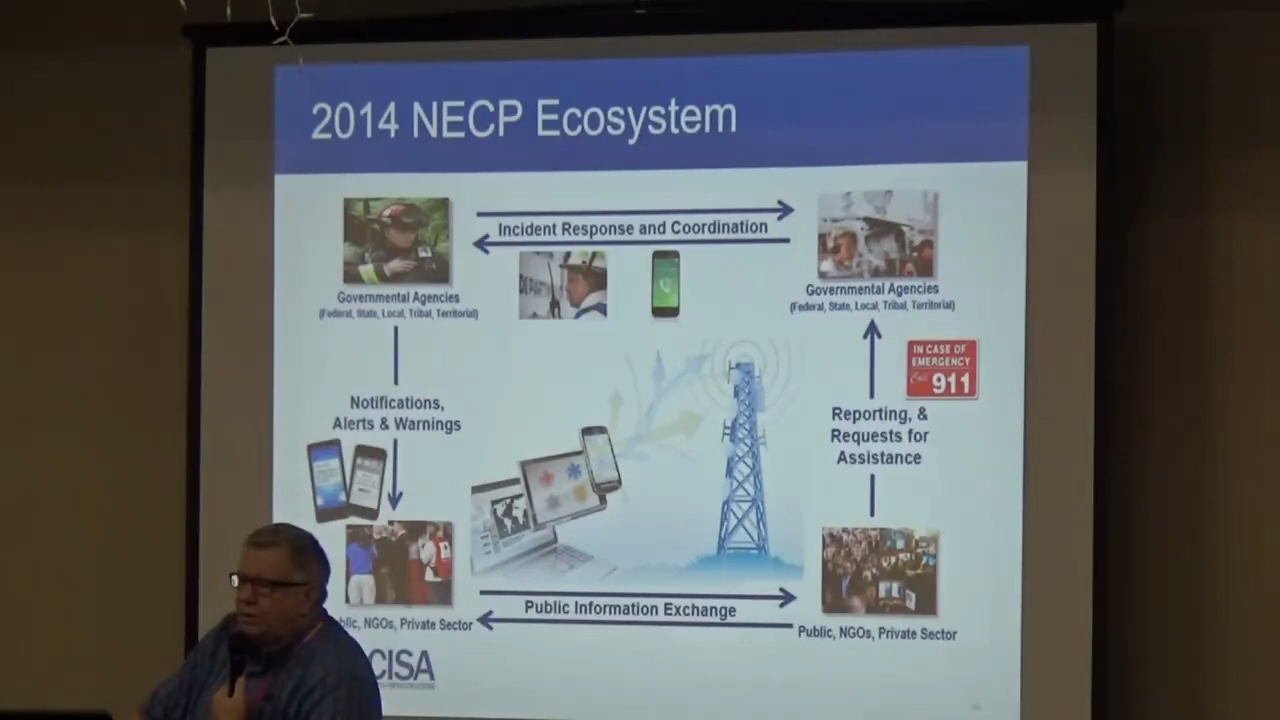 2014 NECP Ecosystem
Incident Response and Coordination
Governmental Agencies
(Federal, State, Local, Tribal, Territorial)
Governmental Agencies
(Federal, State, Local, Tribal, Territorial)
IN CASE OF
EMERGENCY
Call 911
Notifications,
Alerts & Warnings
Reporting, &
Requests for
Assistance
Public Information Exchange
blic, NGOs, Private Sector
Public, NGOs, Private Sector
CISA